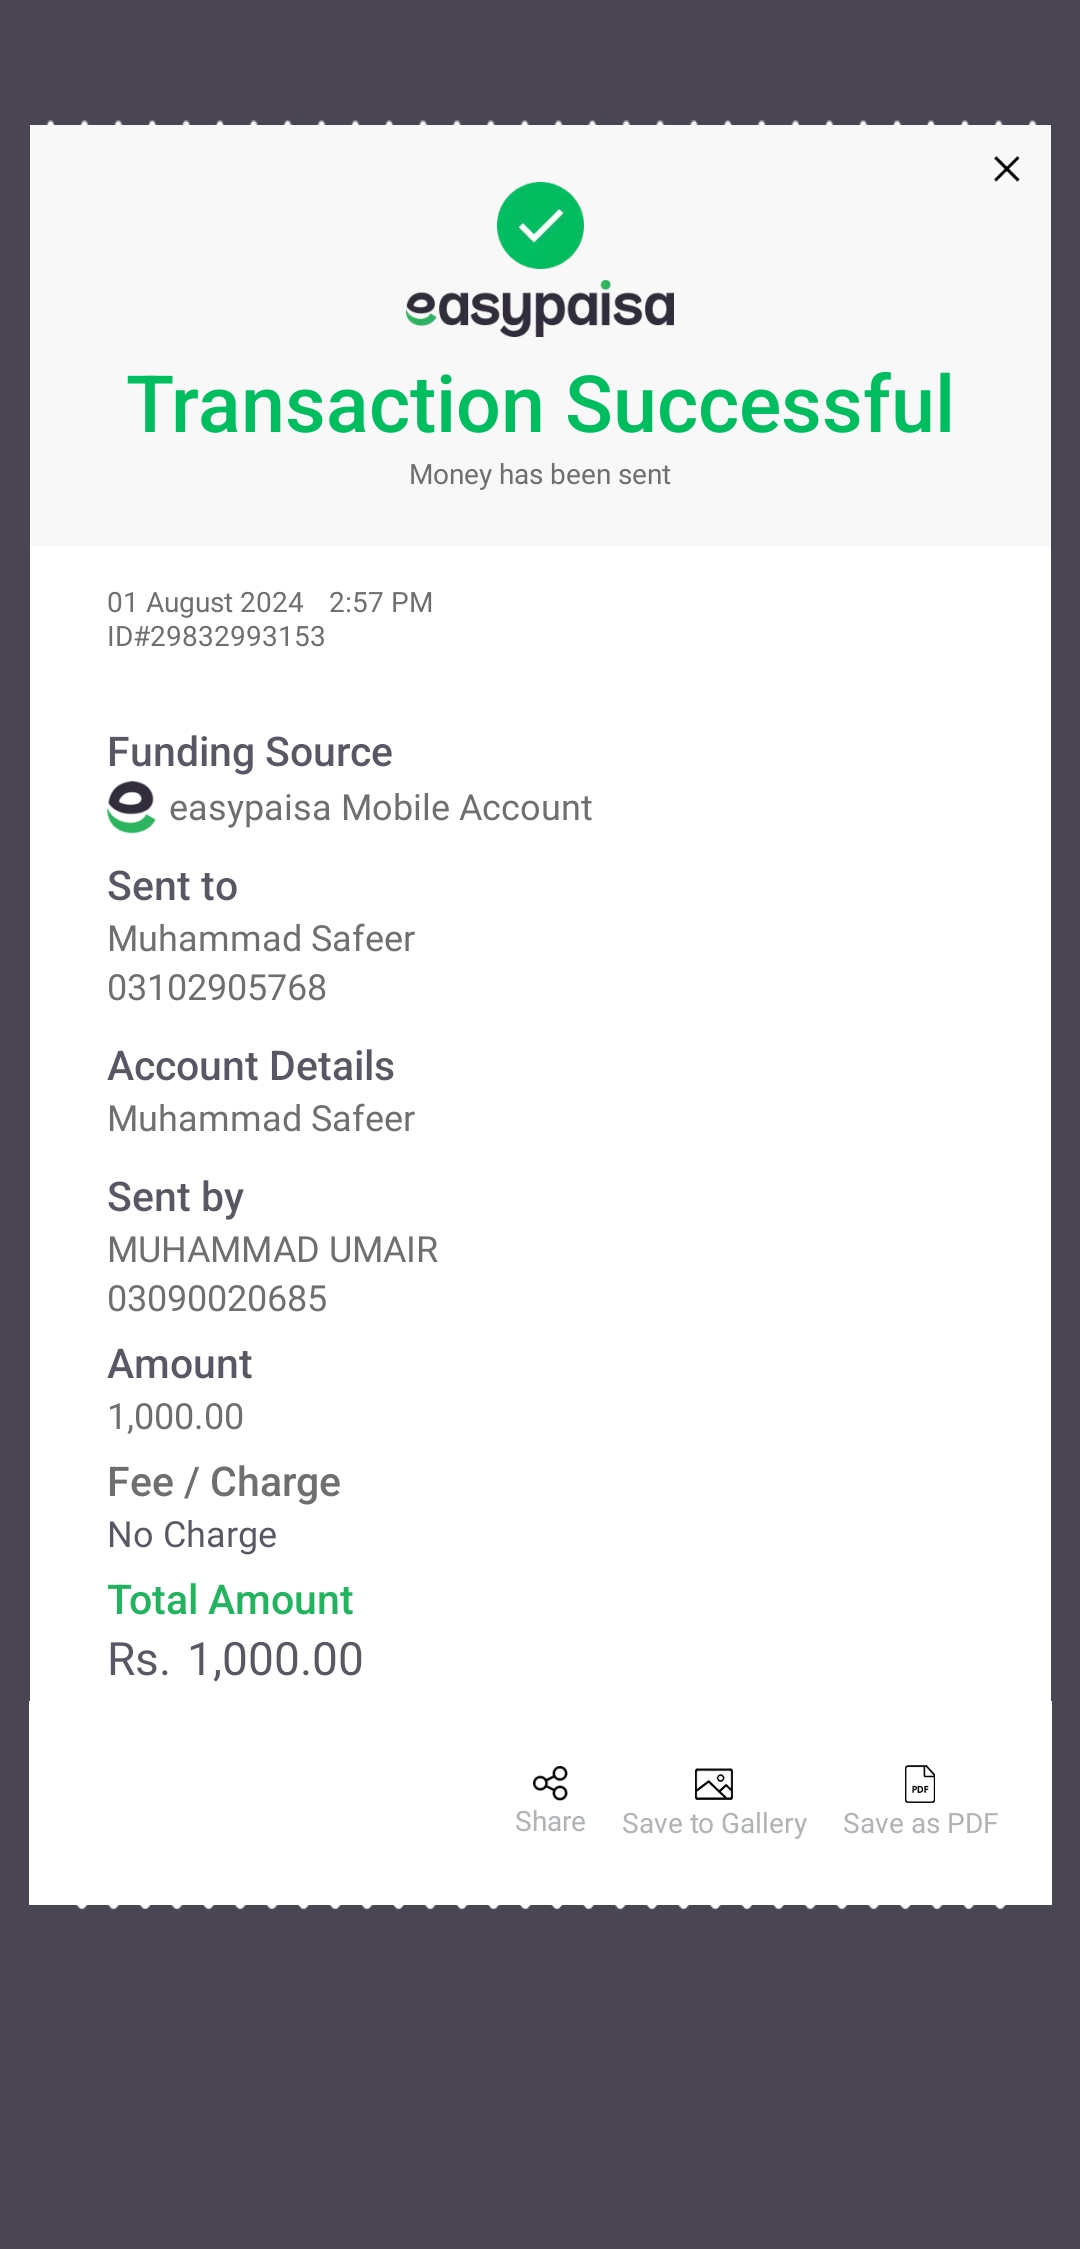 easypaisa
Transaction Successful
Money has been sent
01 August 2024 2:57 PM
ID#29832993153
Funding Source
easypaisa Mobile Account
Sent to
Muhammad Safeer
03102905768
Account Details
Muhammad Safeer
Sent by
MUHAMMAD UMAIR
03090020685
Amount
1,000.00
Fee / Charge
No Charge
Total Amount
Rs. 1,000.00
PDF
Share Save to Gallery Save as PDF